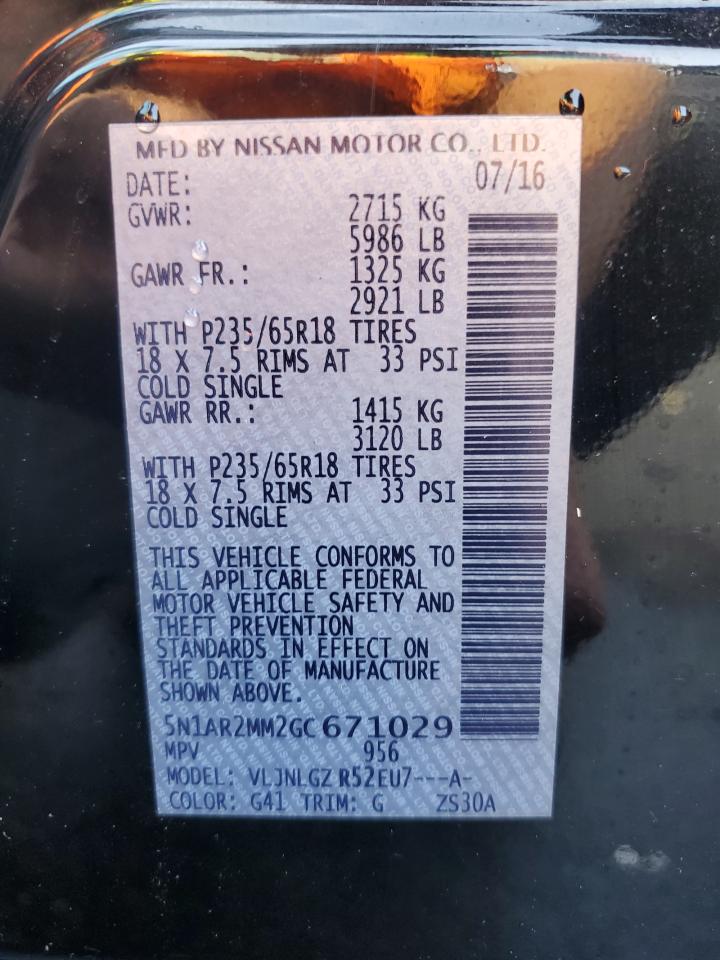 MFD BY NISSAN MOTOR CO., LTD.
DATE: 07/16
GVWR: 2715 KG
5986 LB
GAWR FR.: 1325 KG
2921 LB
WITH P235/65R18 TIRES
18 X 7.5 RIMS AT 33 PSI
COLD SINGLE
GAWR RR.: 1415 KG
3120 LB
WITH P235/65R18 TIRES
18 X 7.5 RIMS AT 33 PSI
COLD SINGLE
THIS VEHICLE CONFORMS TO
ALL APPLICABLE FEDERAL
MOTOR VEHICLE SAFETY AND
THEFT PREVENTION
STANDARDS IN EFFECT ON
THE DATE OF MANUFACTURE
SHOWN ABOVE.
5N1AR2MM2GC671029
MPV 956
MODEL: VLJNLGZ R52EU7---A-
COLOR: G41 TRIM: G ZS30A